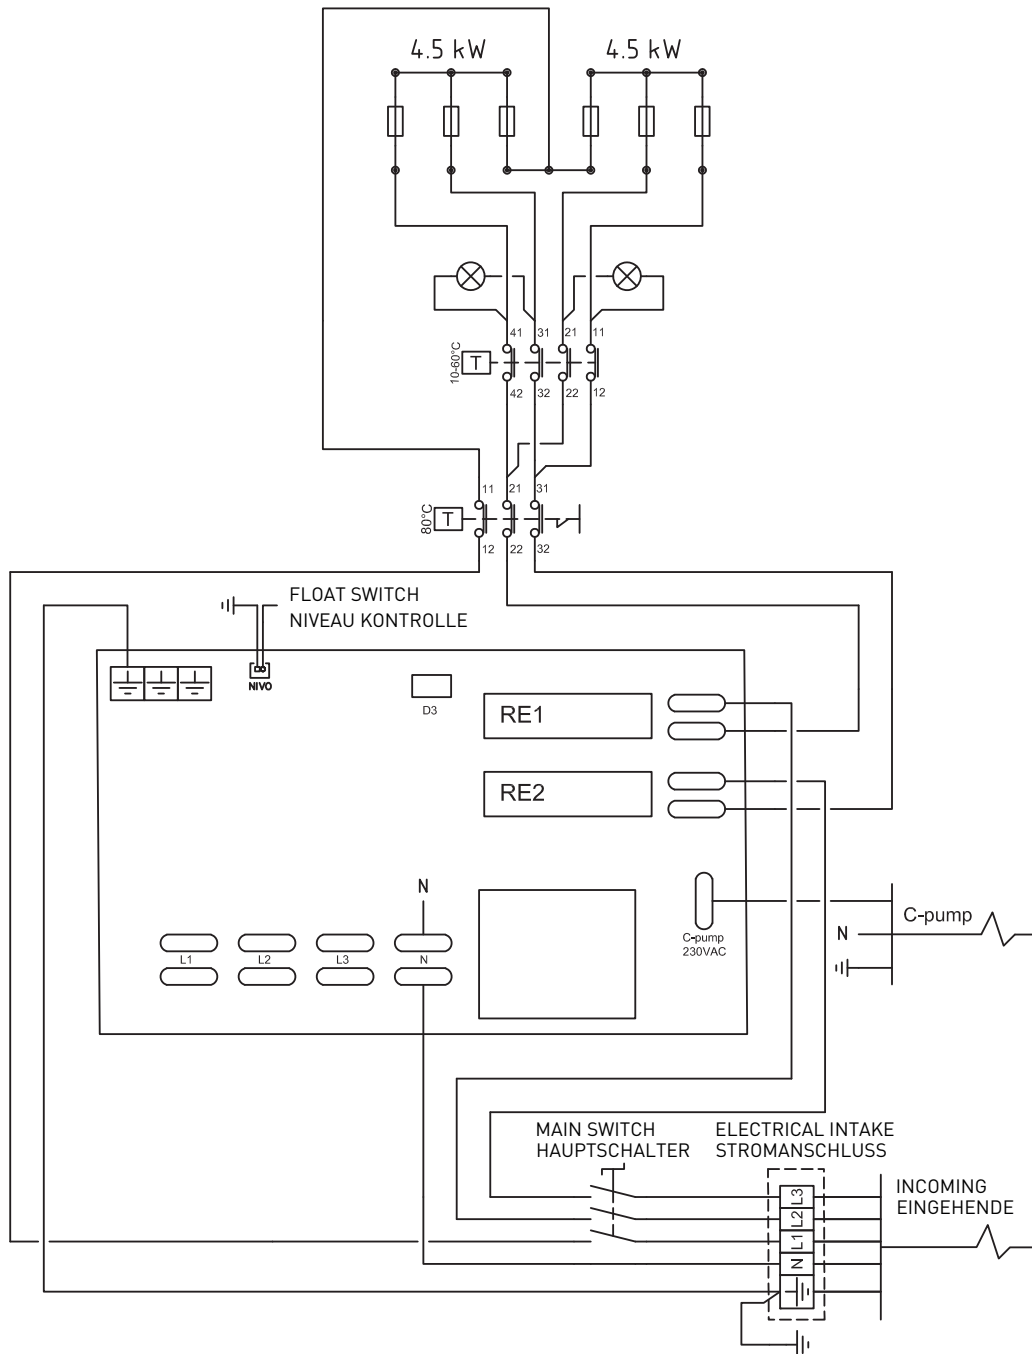 4.5 kW 4.5 kW
41 31 21 11
10-60°C T
42 32 22 12
11 21 31
80°C T
12 22 32
FLOAT SWITCH
NIVEAU KONTROLLE
NIVO
D3
RE1
RE2
N
L1 L2 L3 N
C-pump
230VAC
C-pump
N
MAIN SWITCH
HAUPTSCHALTER
ELECTRICAL INTAKE
STROMANSCHLUSS
INCOMING
EINGEHENDE
L3
L2
L1
N